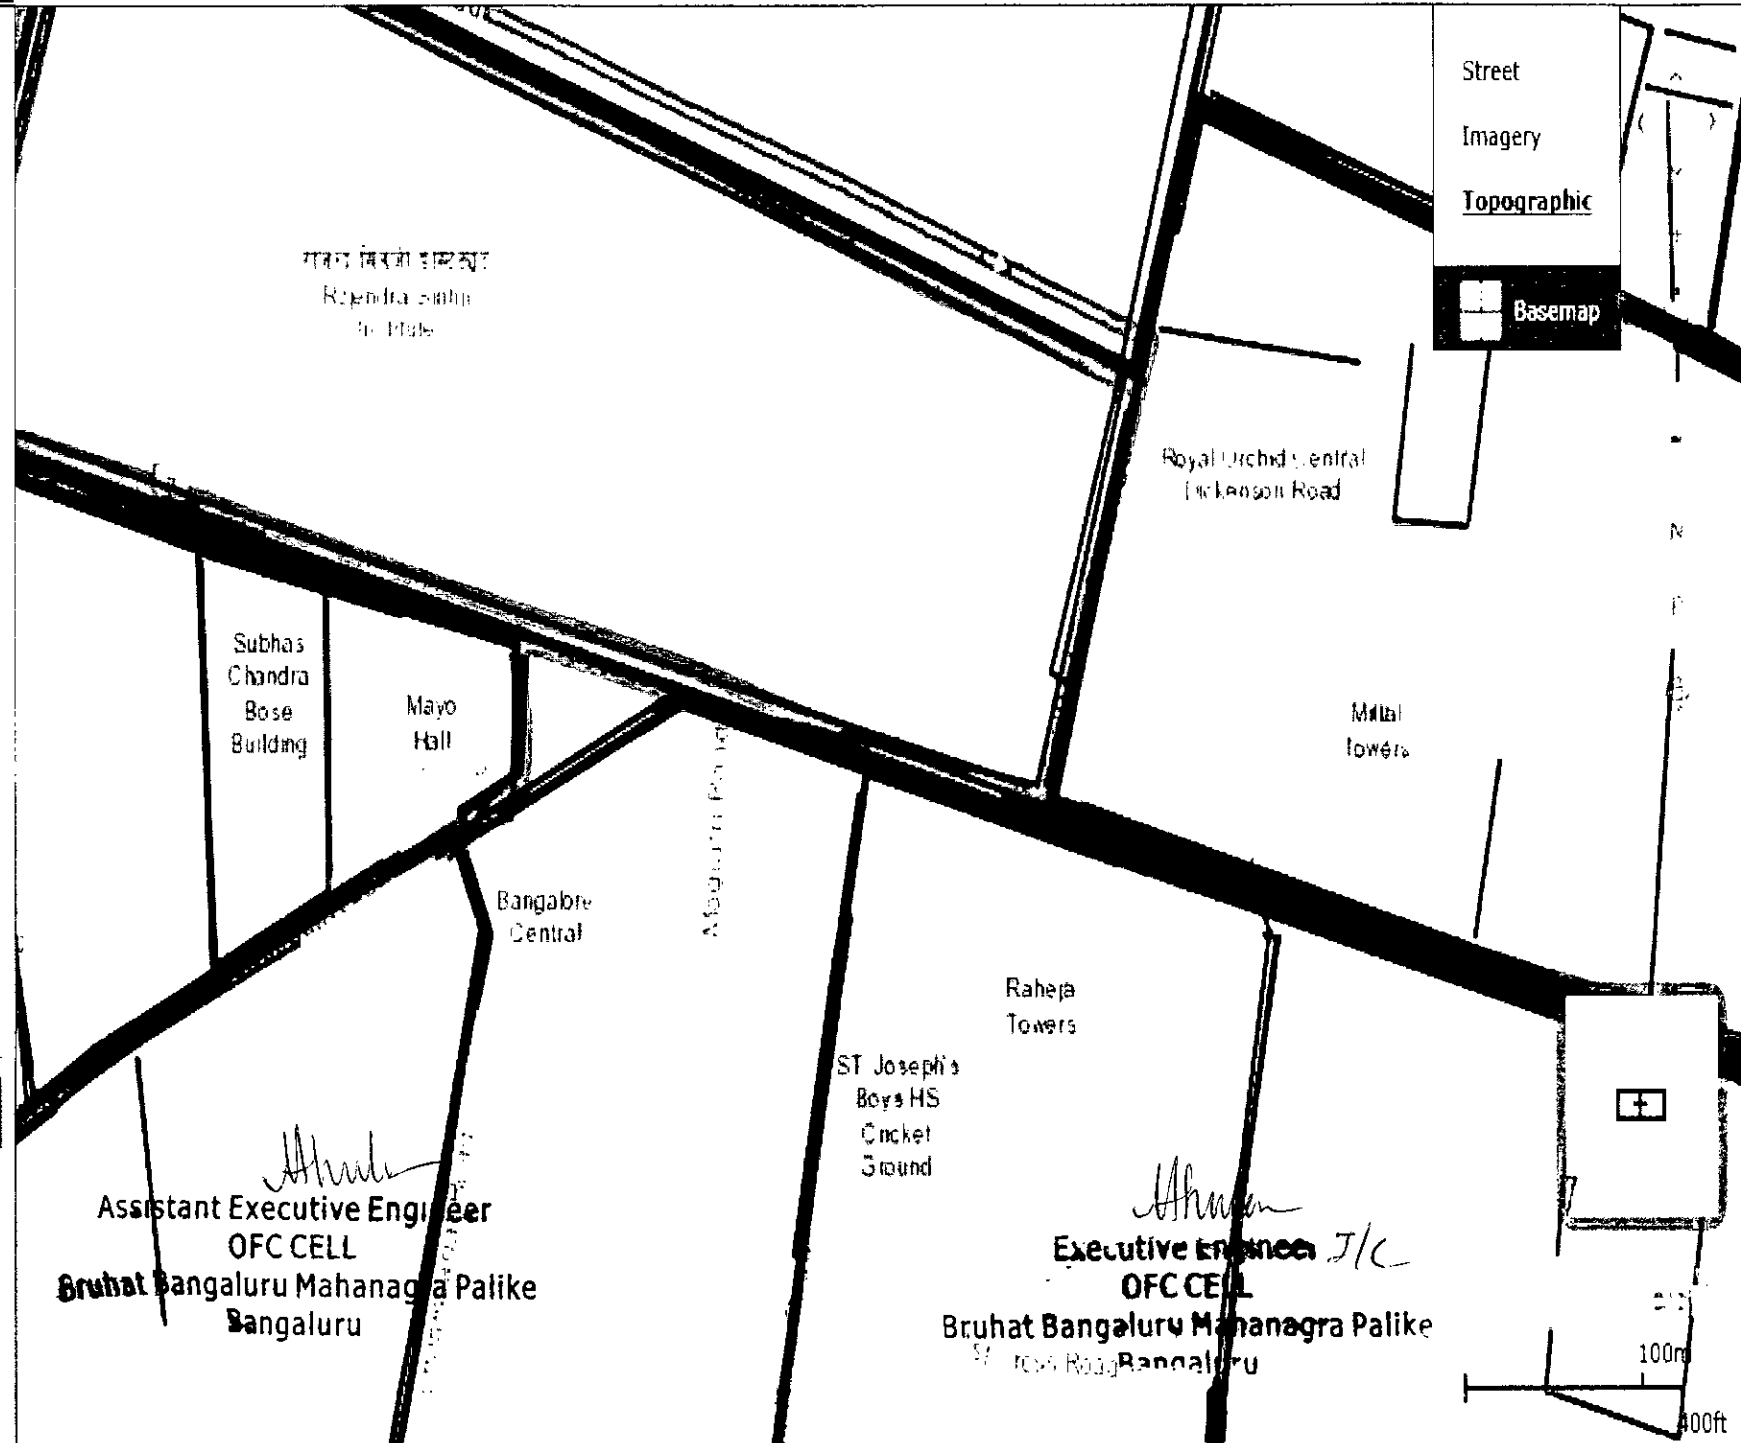 Street
Imagery
Topographic
Basemap
Rajendra Sinhji
Institute
Royal Orchid Central
Dickenson Road
Subhas
Chandra
Bose
Building
Mayo
Hall
Mittal
Towers
Bangalore
Central
Raheja
Towers
ST Joseph's
Boys HS
Cricket
Ground
Assistant Executive Engineer
OFC CELL
Bruhat Bangaluru Mahanagra Palike
Bangaluru
Executive Engineer I/C
OFC CELL
Bruhat Bangaluru Mahanagra Palike
Bangaluru
Road
100m
400ft